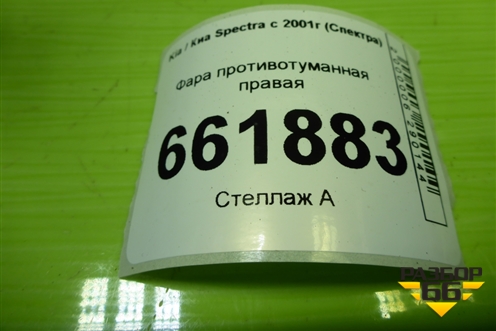 Kia / Киа Spectra с 2001г (Спектра)
Фара противотуманная
правая
661883
Стеллаж А
РАЗБОР
66